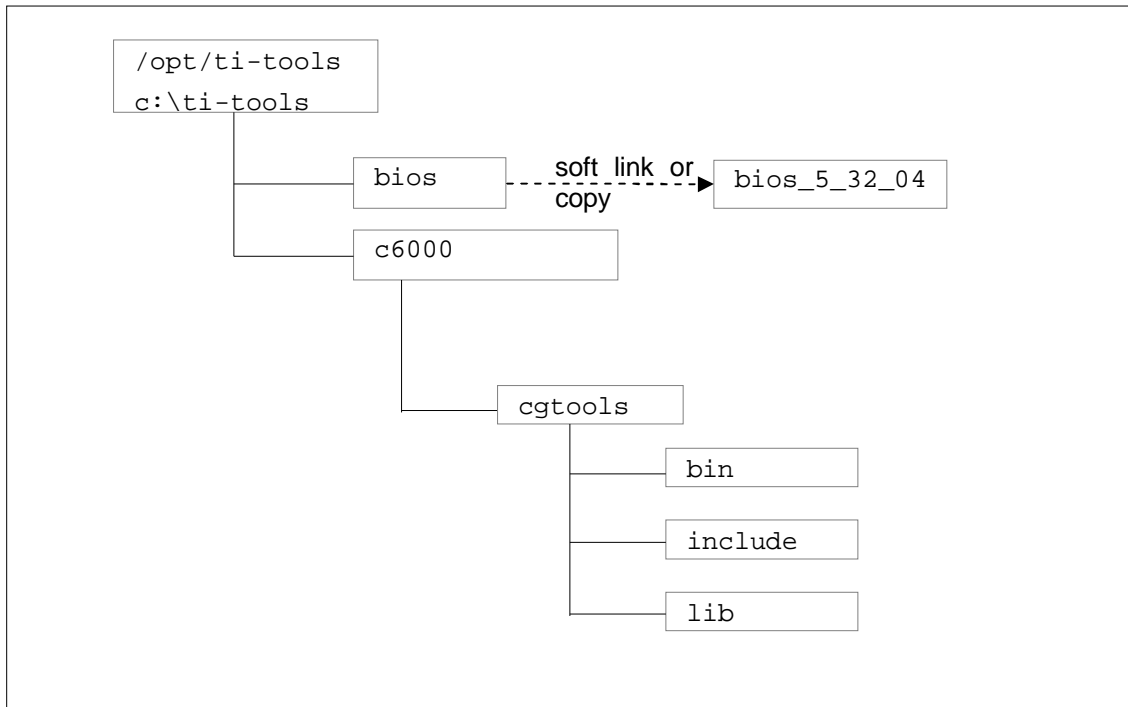 /opt/ti-tools
c:\ti-tools
bios
soft link or
copy
bios_5_32_04
c6000
cgtools
bin
include
lib